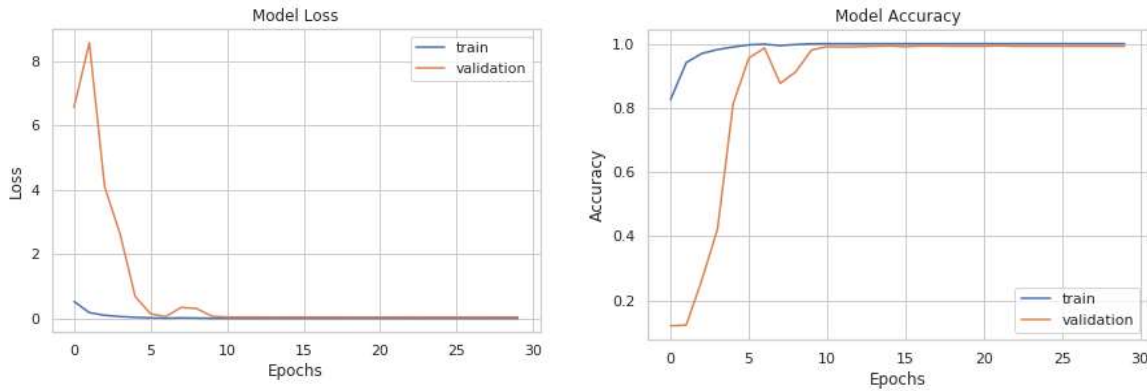 Model Loss
train
validation
8
6
4
2
0
Loss
0 5 10 15 20 25 30
Epochs
Model Accuracy
1.0
0.8
0.6
0.4
0.2
Accuracy
train
validation
0 5 10 15 20 25 30
Epochs